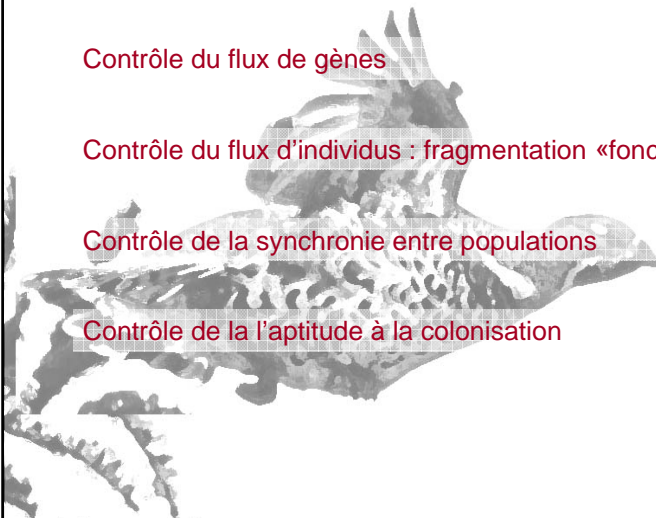 Contrôle du flux de gènes
Contrôle du flux d'individus : fragmentation «fonc
Contrôle de la synchronie entre populations
Contrôle de la l'aptitude à la colonisation